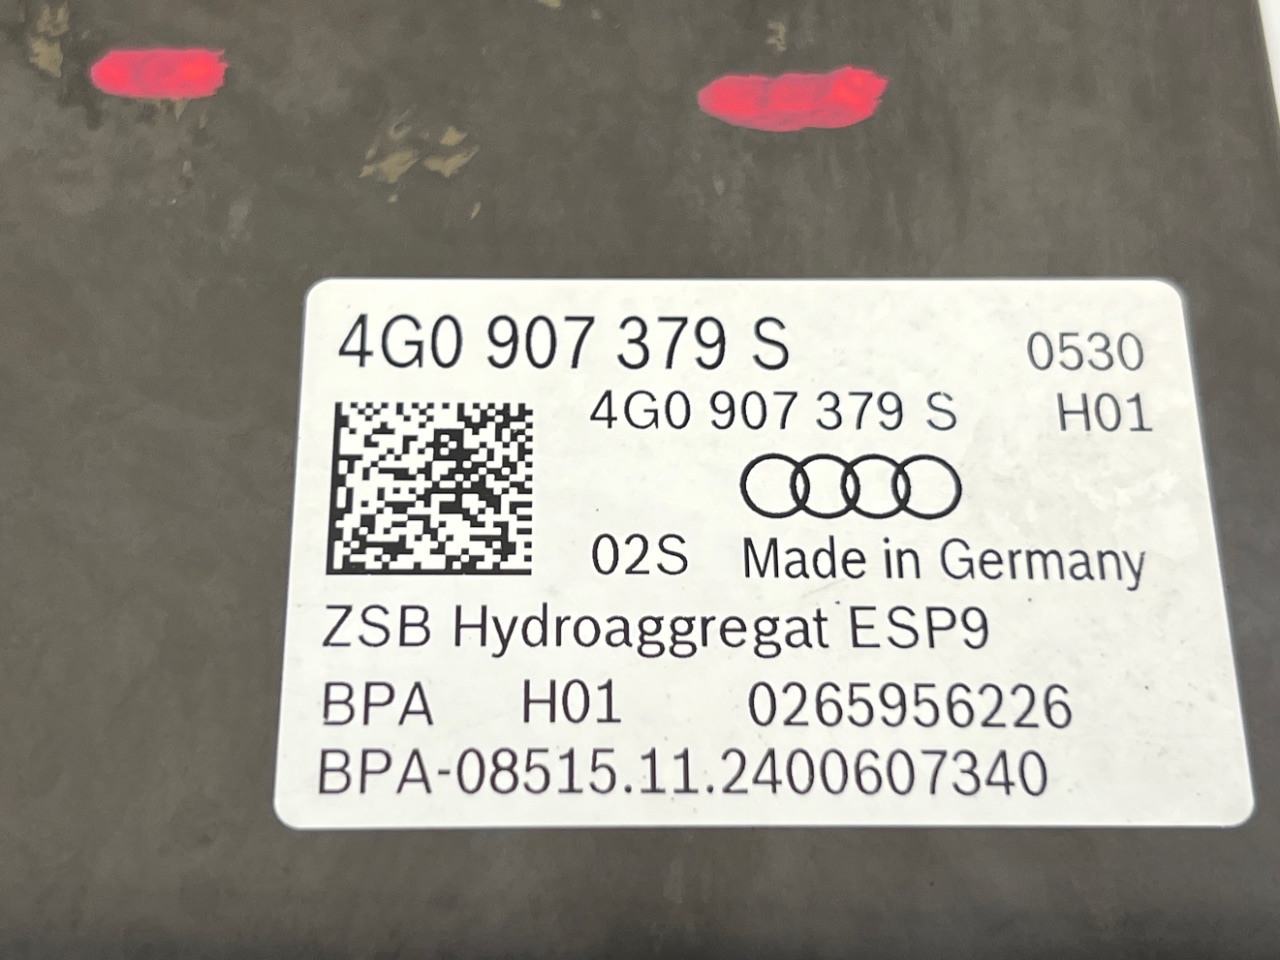 4G0 907 379 S 0530
4G0 907 379 S H01
02S Made in Germany
ZSB Hydroaggregat ESP9
BPA H01 0265956226
BPA-08515.11.2400607340